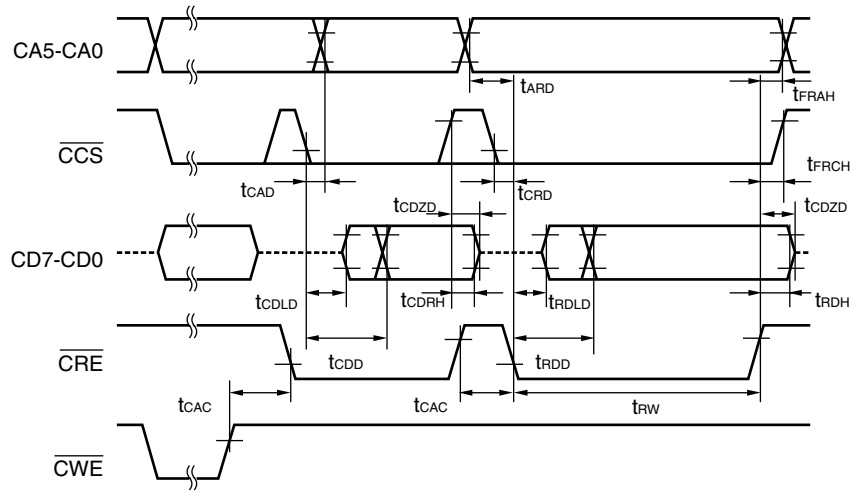 CA5-CA0
tARD
tFRAH
CCS
tCAD
tCRD
tFRCH
tCDZD
tCDZD
CD7-CD0
tCDLD
tCDRH
tRDLD
tRDH
CRE
tCDD
tRDD
tCAC
tCAC
tRW
CWE